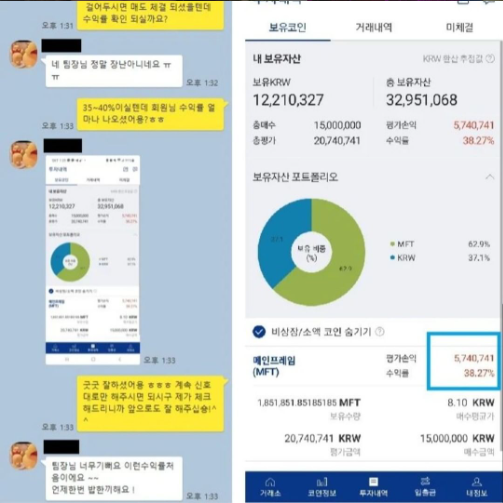 걸어두시면 매도 체결 되셨을텐데
수익률 확인 되실까요?
오후 1:31
네 팀장님 정말 장난아니네요 ㅠ
ㅠ
오후 1:32
35~40%이실텐데 회원님 수익률 얼
마나 나오셨어용?ㅎㅎ
오후 1:33
투자내역
오후 1:33
굿굿 잘하셨어용 ㅎㅎㅎ 계속 신호
대로만 해주시면 되시구 제가 체크
해드리니까 앞으로도 잘 해주십숑!^
^
오후 1:33
팀장님 너무기뻐요 이런수익률처
음이에요 ~~
언제한번 밥한끼해요 !
오후 1:33
보유코인 거래내역 미체결
내 보유자산 KRW 환산 추정값
보유KRW 총 보유자산
12,210,327 32,951,068
총매수 15,000,000 평가손익 5,740,741
총평가 20,740,741 수익률 38.27%
보유자산 포트폴리오
보유 비중
(%)
MFT 62.9%
KRW 37.1%
비상장/소액 코인 숨기기
메인프레임 평가손익 5,740,741
(MFT) 수익률 38.27%
1,851,851.85185185 MFT 8.10 KRW
보유수량 매수평균가
20,740,741 KRW 15,000,000 KRW
평가금액 매수금액
거래소 코인정보 투자내역 입출금 내정보